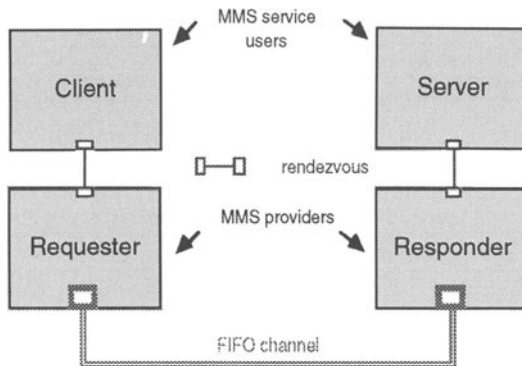 MMS service
users
Client
Server
rendezvous
MMS providers
Requester
Responder
FIFO channel